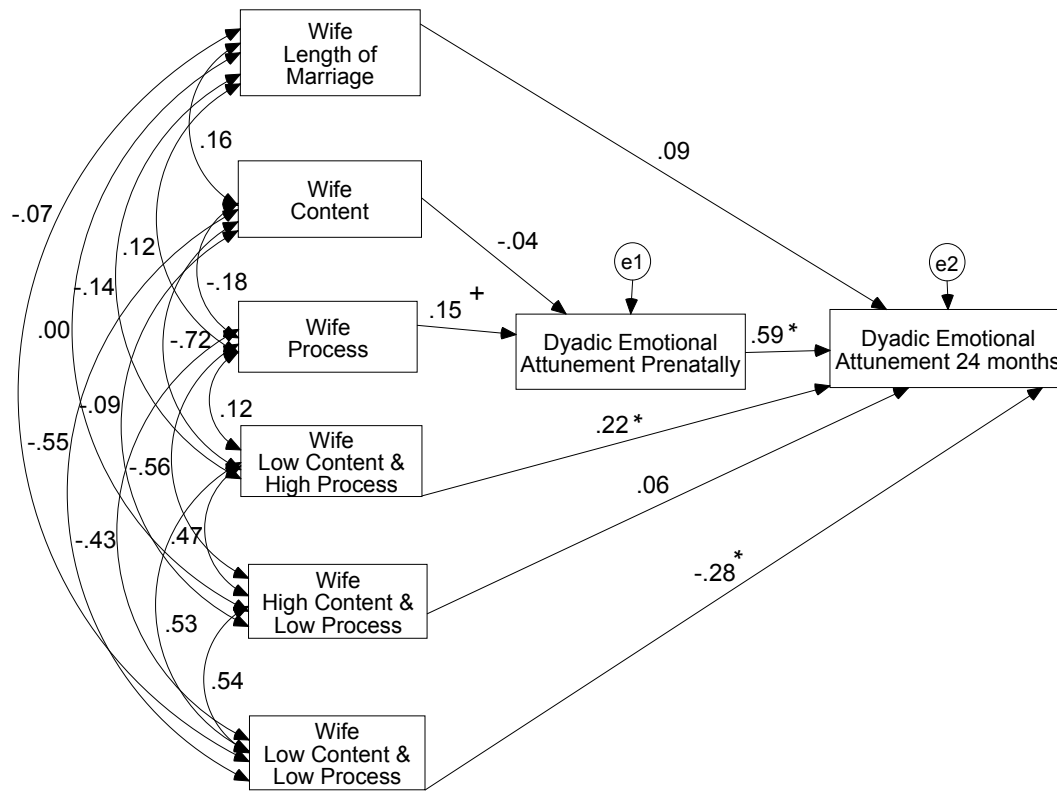 Wife
Length of
Marriage
.16
.09
Wife
Content
-.07
-.04
.12
-.18
e1
e2
-.14
.15 +
.00
Wife
Process
-.72
Dyadic Emotional
Attunement Prenatally
.59 *
Dyadic Emotional
Attunement 24 months
-.09
.12
-.55
-.56
Wife
Low Content &
High Process
.22 *
.06
-.43
.47
Wife
High Content &
Low Process
-.28 *
.53
.54
Wife
Low Content &
Low Process